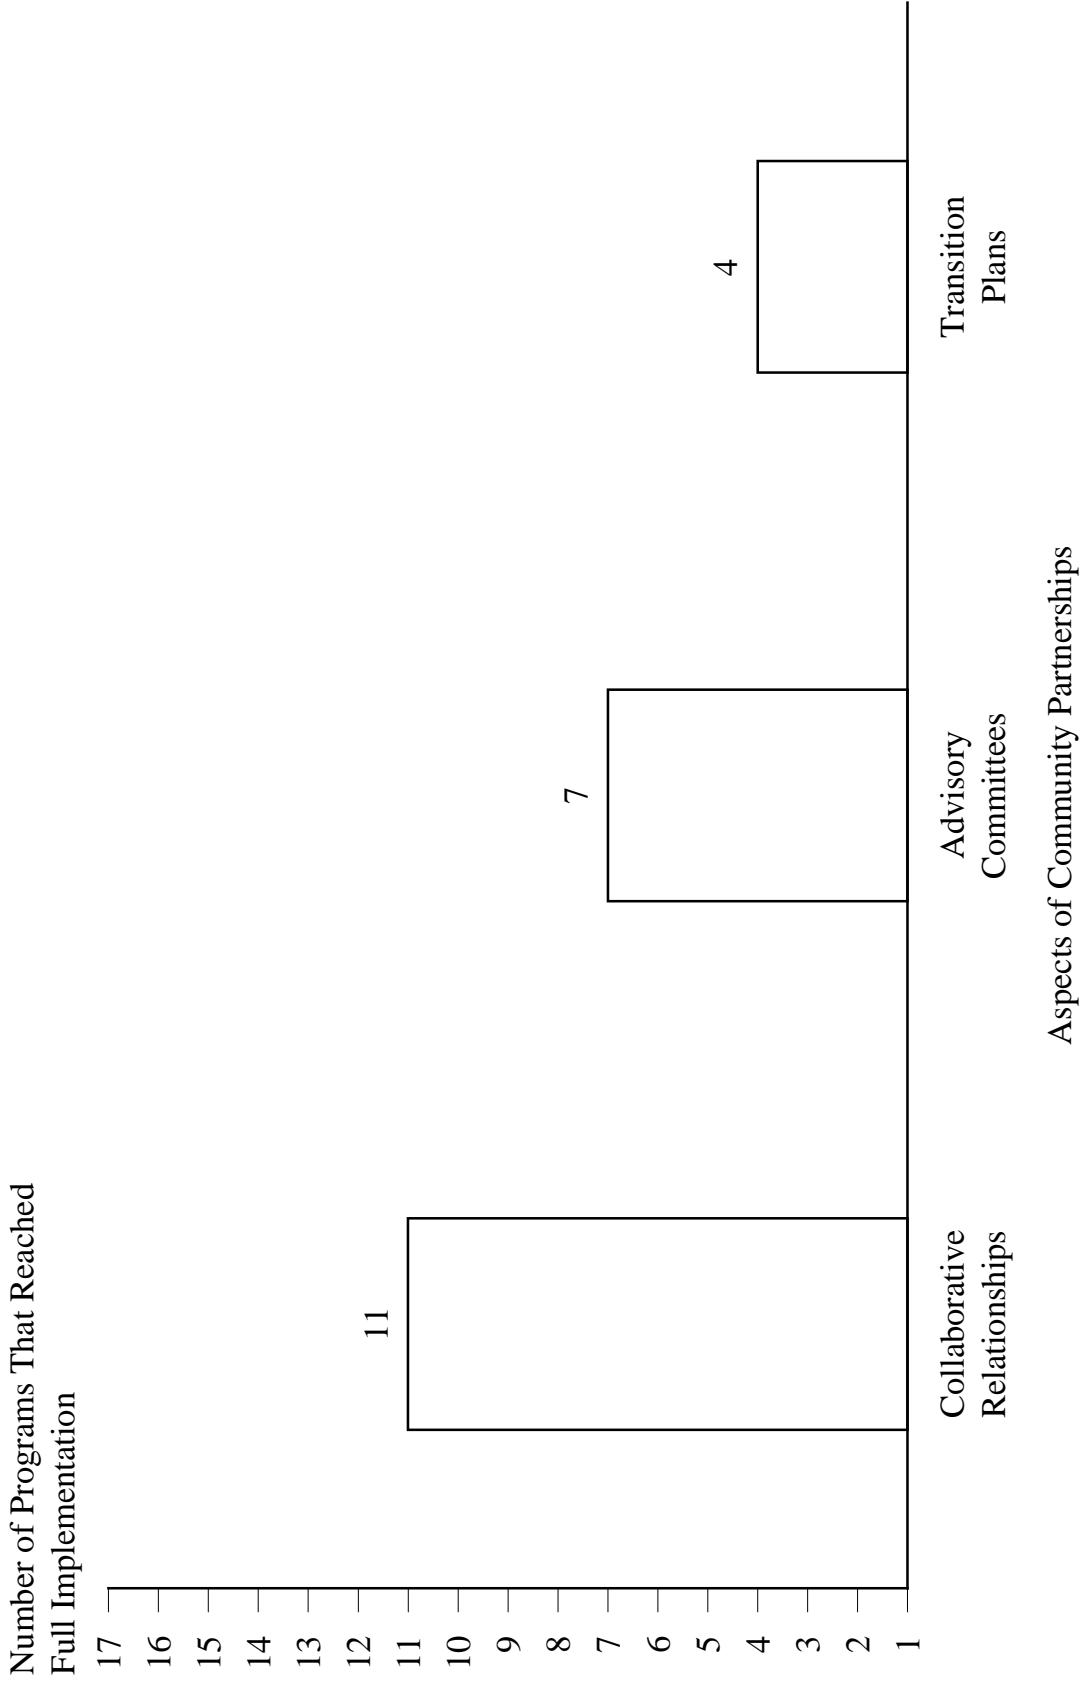 Number of Programs That Reached
Full Implementation
17
16
15
14
13
12
11
10
9
8
7
6
5
4
3
2
1
11
7
4
Collaborative
Relationships
Advisory
Committees
Transition
Plans
Aspects of Community Partnerships